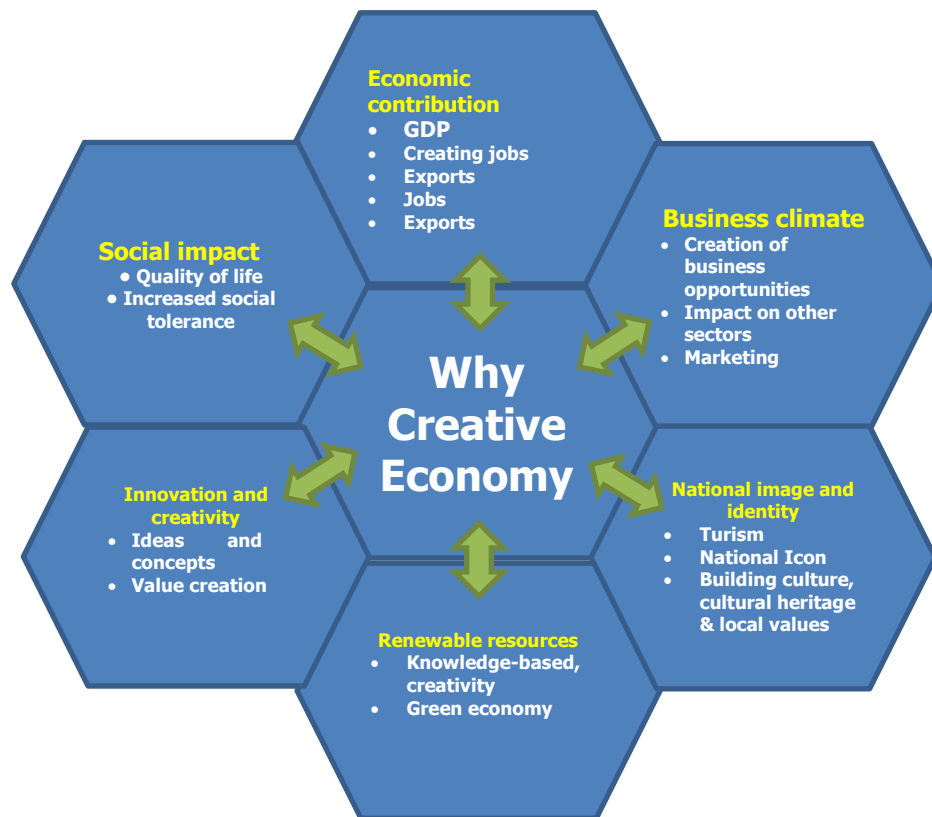 Economic
contribution
• GDP
• Creating jobs
• Exports
• Jobs
• Exports
Social impact
• Quality of life
• Increased social
tolerance
Business climate
• Creation of
business
opportunities
• Impact on other
sectors
• Marketing
Why
Creative
Economy
Innovation and
creativity
• Ideas and
concepts
• Value creation
National image and
identity
• Turism
• National Icon
• Building culture,
cultural heritage
& local values
Renewable resources
• Knowledge-based,
creativity
• Green economy